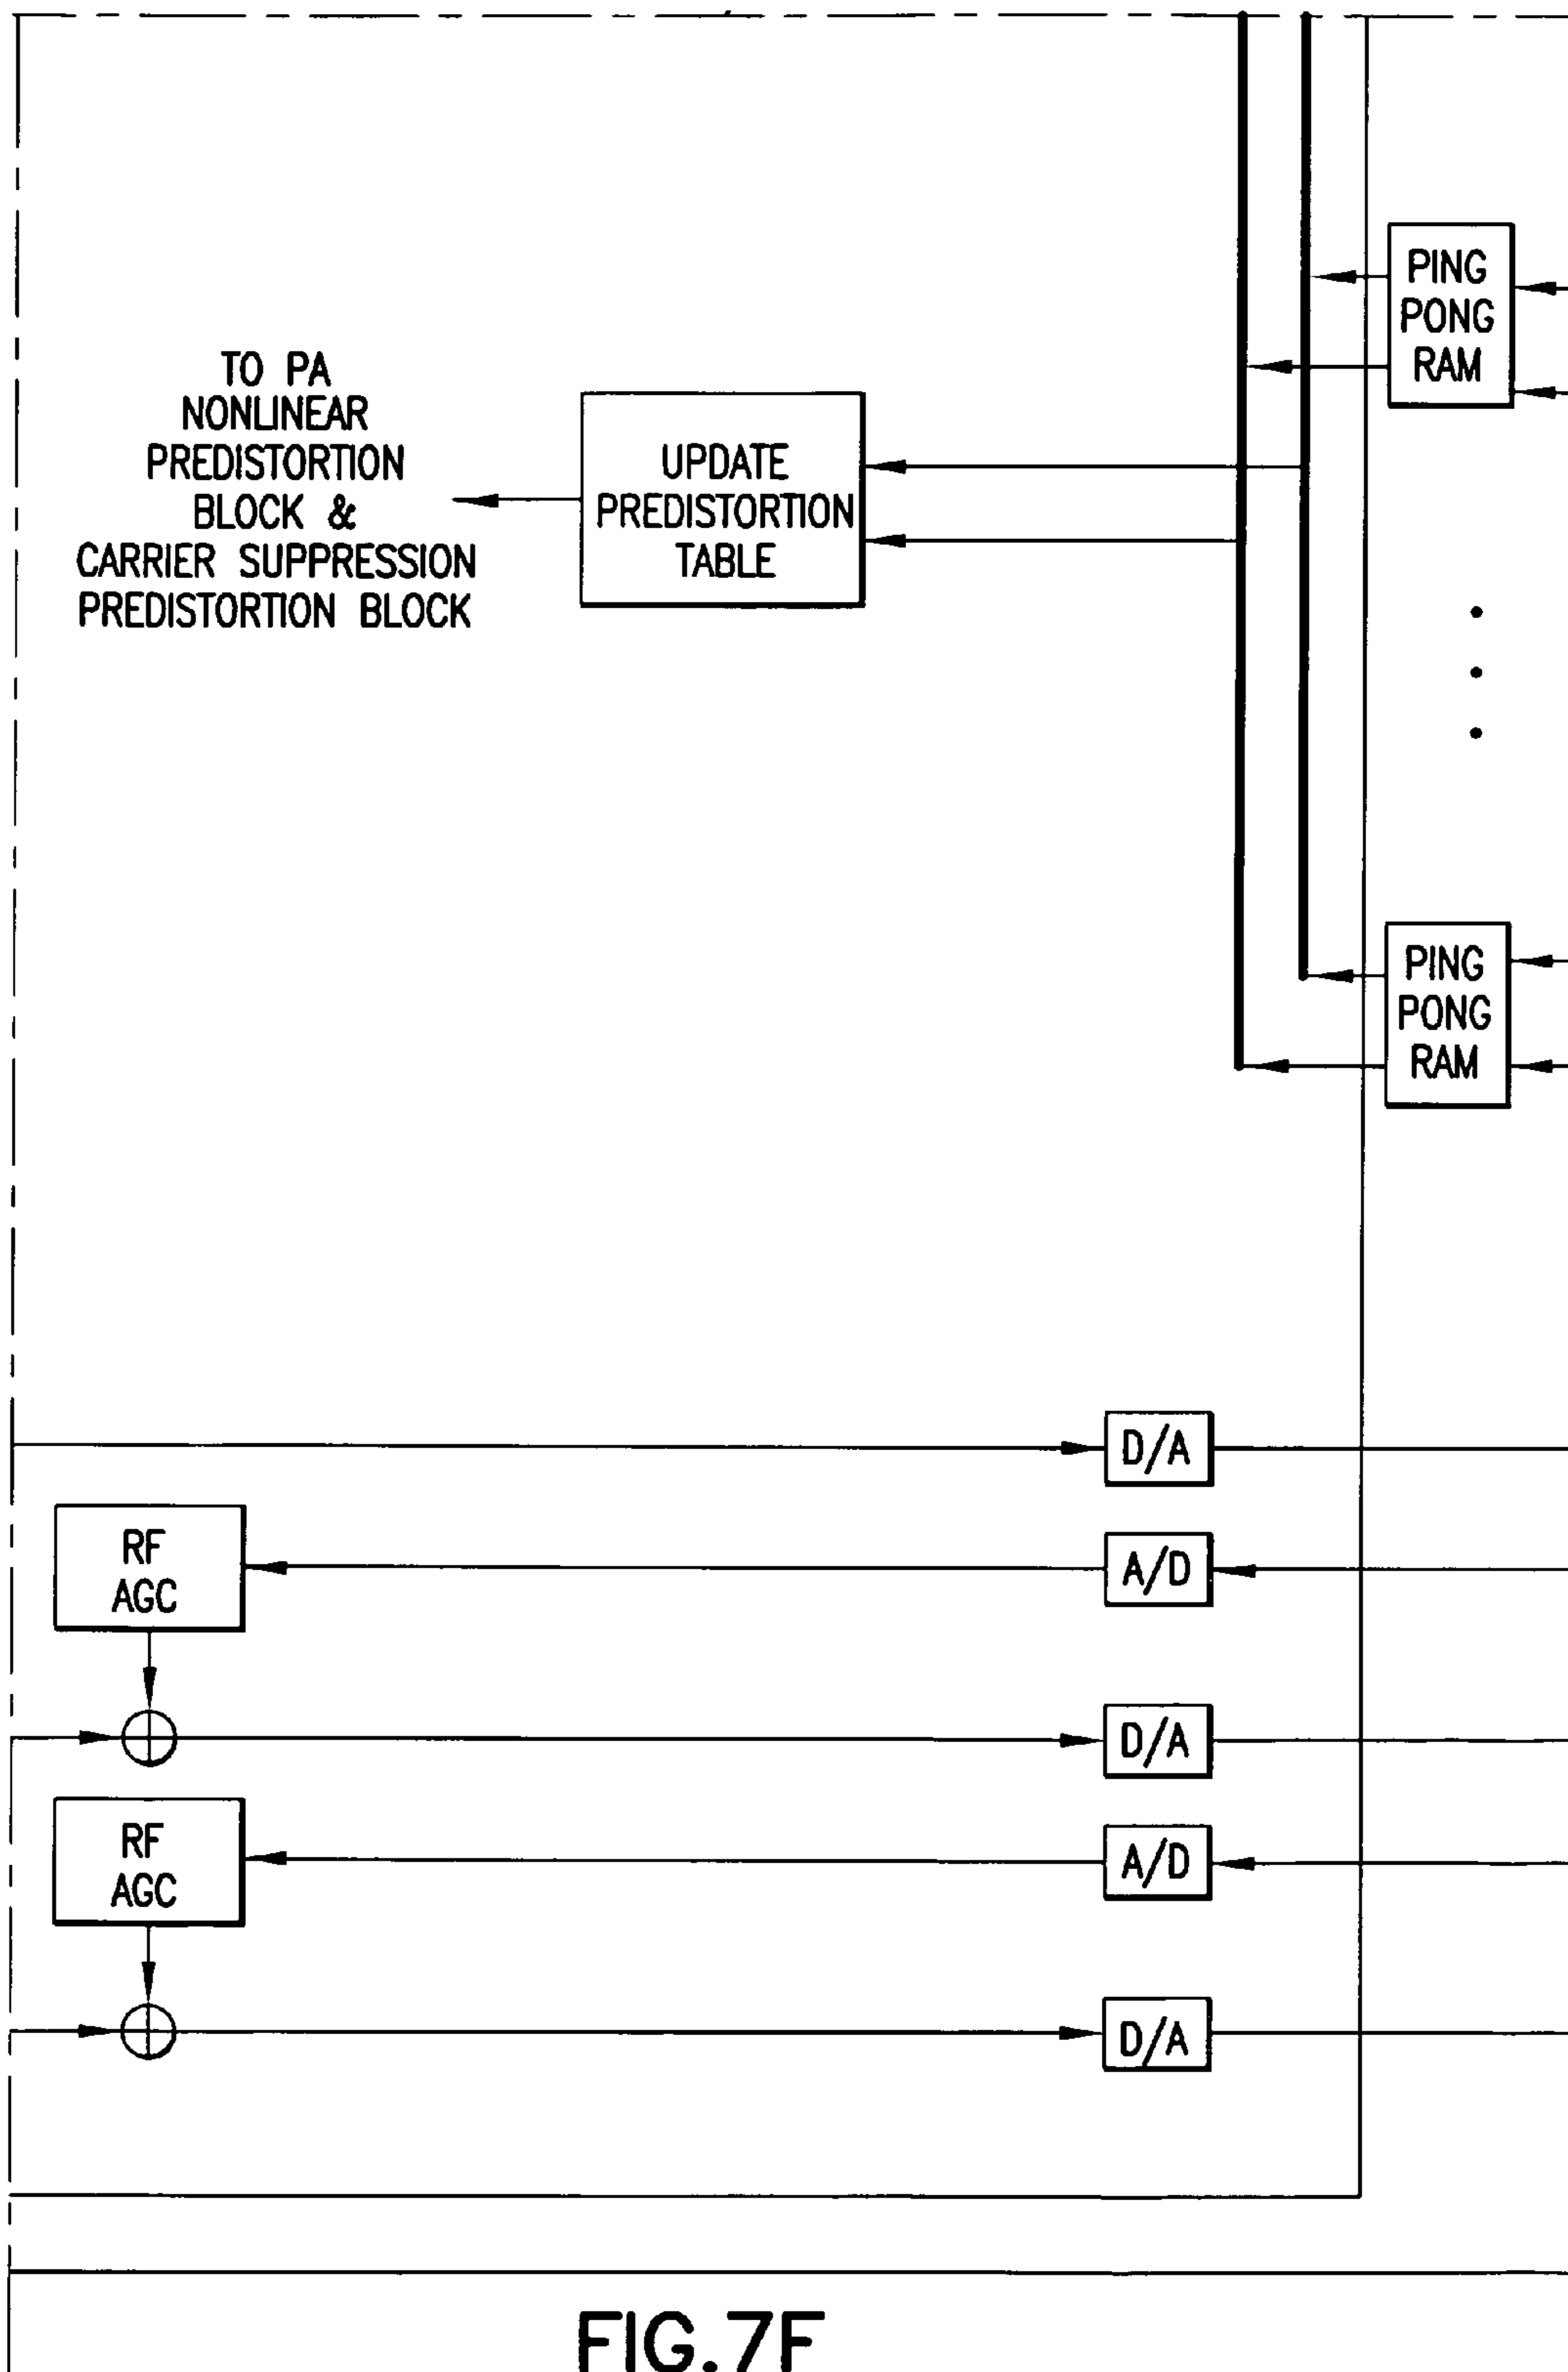 PING
PONG
RAM
TO PA
NONLINEAR
PREDISTORTION
BLOCK &
CARRIER SUPPRESSION
PREDISTORTION BLOCK
UPDATE
PREDISTORTION
TABLE
PING
PONG
RAM
D/A
RF
AGC
A/D
D/A
RF
AGC
A/D
D/A
FIG.7F